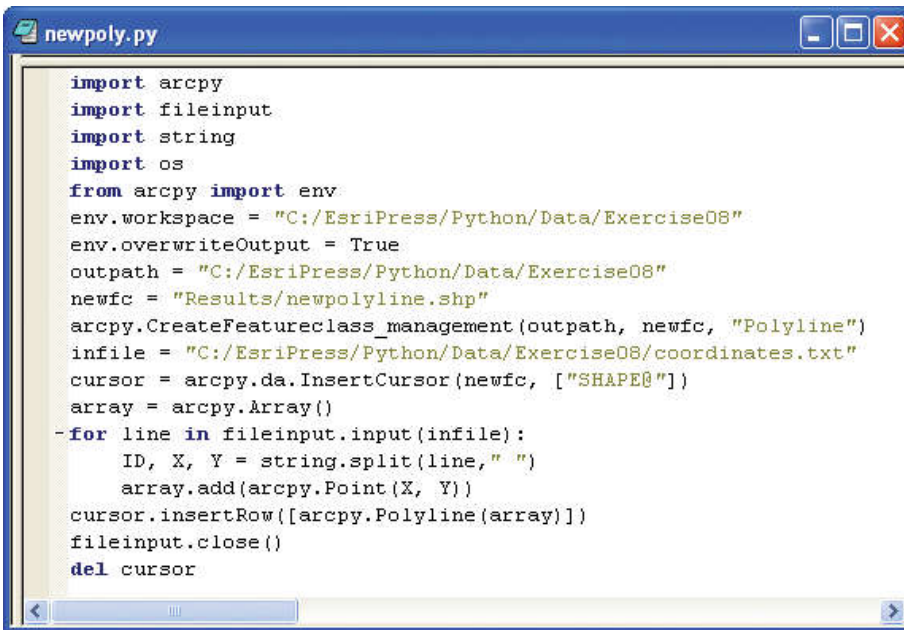 newpoly.py
import arcpy
import fileinput
import string
import os
from arcpy import env
env.workspace = "C:/EsriPress/Python/Data/Exercise08"
env.overwriteOutput = True
outpath = "C:/EsriPress/Python/Data/Exercise08"
newfc = "Results/newpolyline.shp"
arcpy.CreateFeatureclass_management(outpath, newfc, "Polyline")
infile = "C:/EsriPress/Python/Data/Exercise08/coordinates.txt"
cursor = arcpy.da.InsertCursor(newfc, ["SHAPE@"])
array = arcpy.Array()
for line in fileinput.input(infile):
    ID, X, Y = string.split(line," ")
    array.add(arcpy.Point(X, Y))
cursor.insertRow([arcpy.Polyline(array)])
fileinput.close()
del cursor